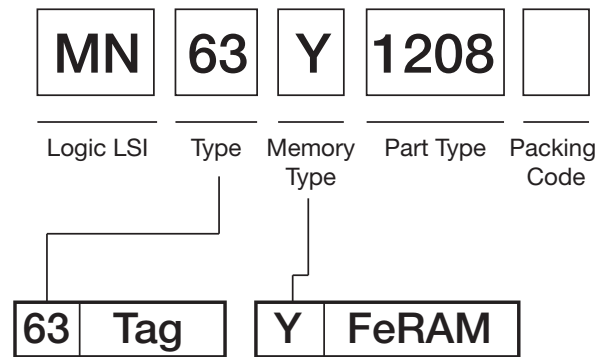 MN 63 Y 1208
Logic LSI Type Memory Type Part Type Packing Code
63 Tag Y FeRAM